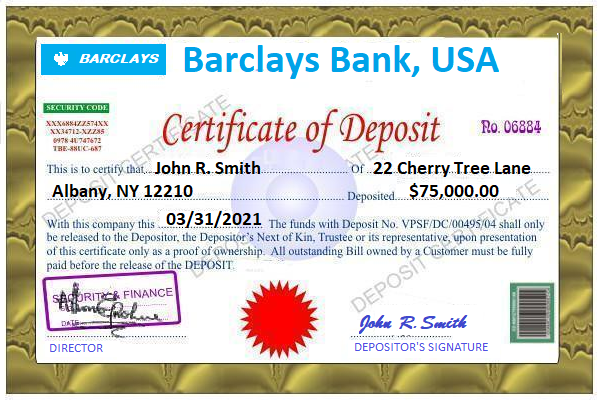 BARCLAYS Barclays Bank, USA
SECURITY CODE
XXX6884ZZ574XX
XX34712-XZZ85
0978 4U747672
TBE-88UC-687
Certificate of Deposit
No. 06884
This is to certify that John R. Smith Of 22 Cherry Tree Lane
Albany, NY 12210 Deposited $75,000.00
With this company this 03/31/2021 The funds with Deposit No. VPSF/DC/00495/04 shall only
be released to the Depositor, the Depositor's Next of Kin, Trustee or its representative, upon presentation
of this certificate only as a proof of ownership. All outstanding Bill owned by a Customer must be fully
paid before the release of the DEPOSIT.
DEPOSIT CERTIFICATE
DEPOSIT CERTIFICATE
SECURITY & FINANCE
DATE
DIRECTOR
John R. Smith
DEPOSITOR'S SIGNATURE